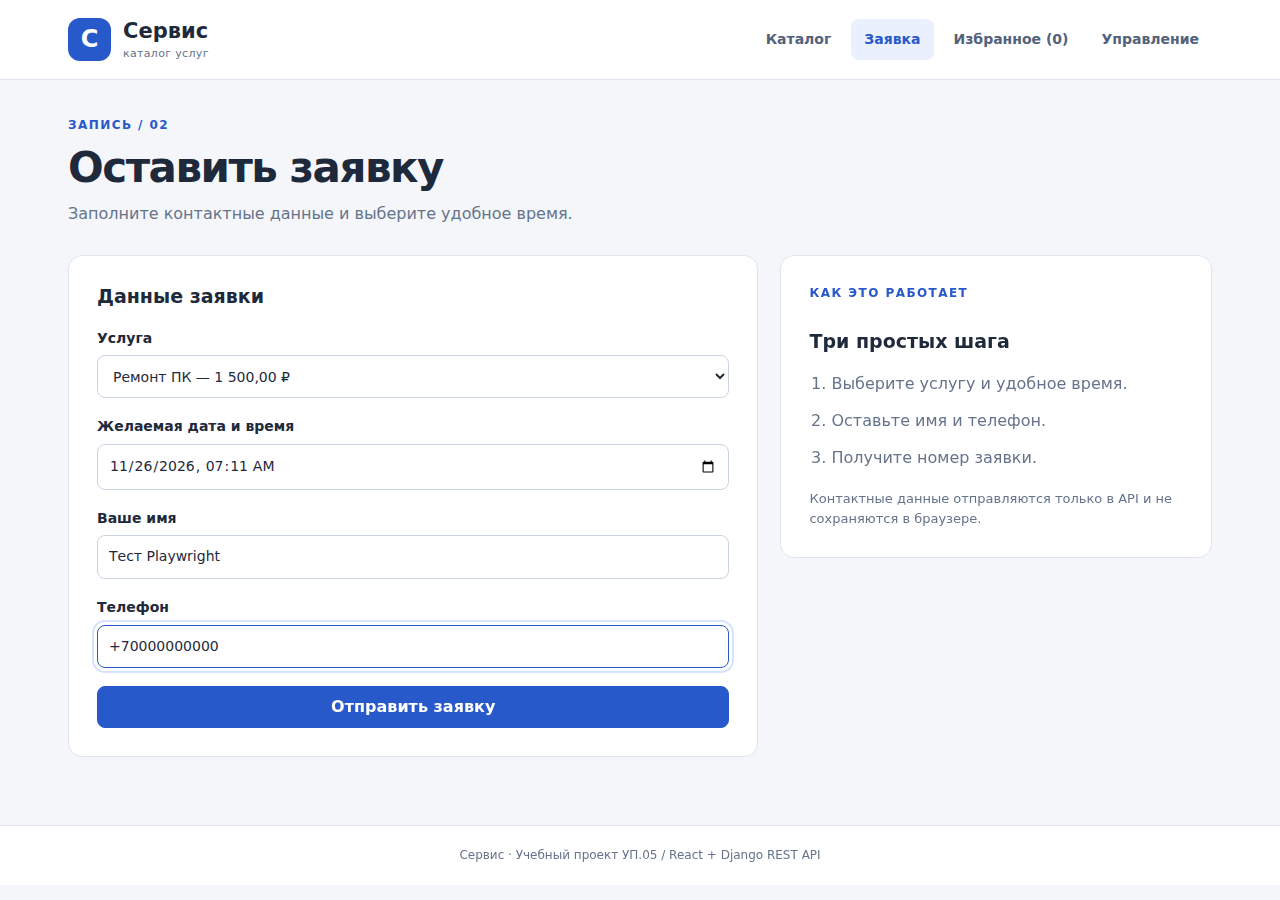 С
Сервис
каталог услуг
Каталог
Заявка
Избранное (0)
Управление
ЗАПИСЬ / 02
Оставить заявку
Заполните контактные данные и выберите удобное время.
Данные заявки
Услуга
Ремонт ПК — 1 500,00 ₽
Желаемая дата и время
11/26/2026, 07:11 AM
Ваше имя
Тест Playwright
Телефон
+70000000000
Отправить заявку
КАК ЭТО РАБОТАЕТ
Три простых шага
1. Выберите услугу и удобное время.
2. Оставьте имя и телефон.
3. Получите номер заявки.
Контактные данные отправляются только в API и не
сохраняются в браузере.
Сервис · Учебный проект УП.05 / React + Django REST API